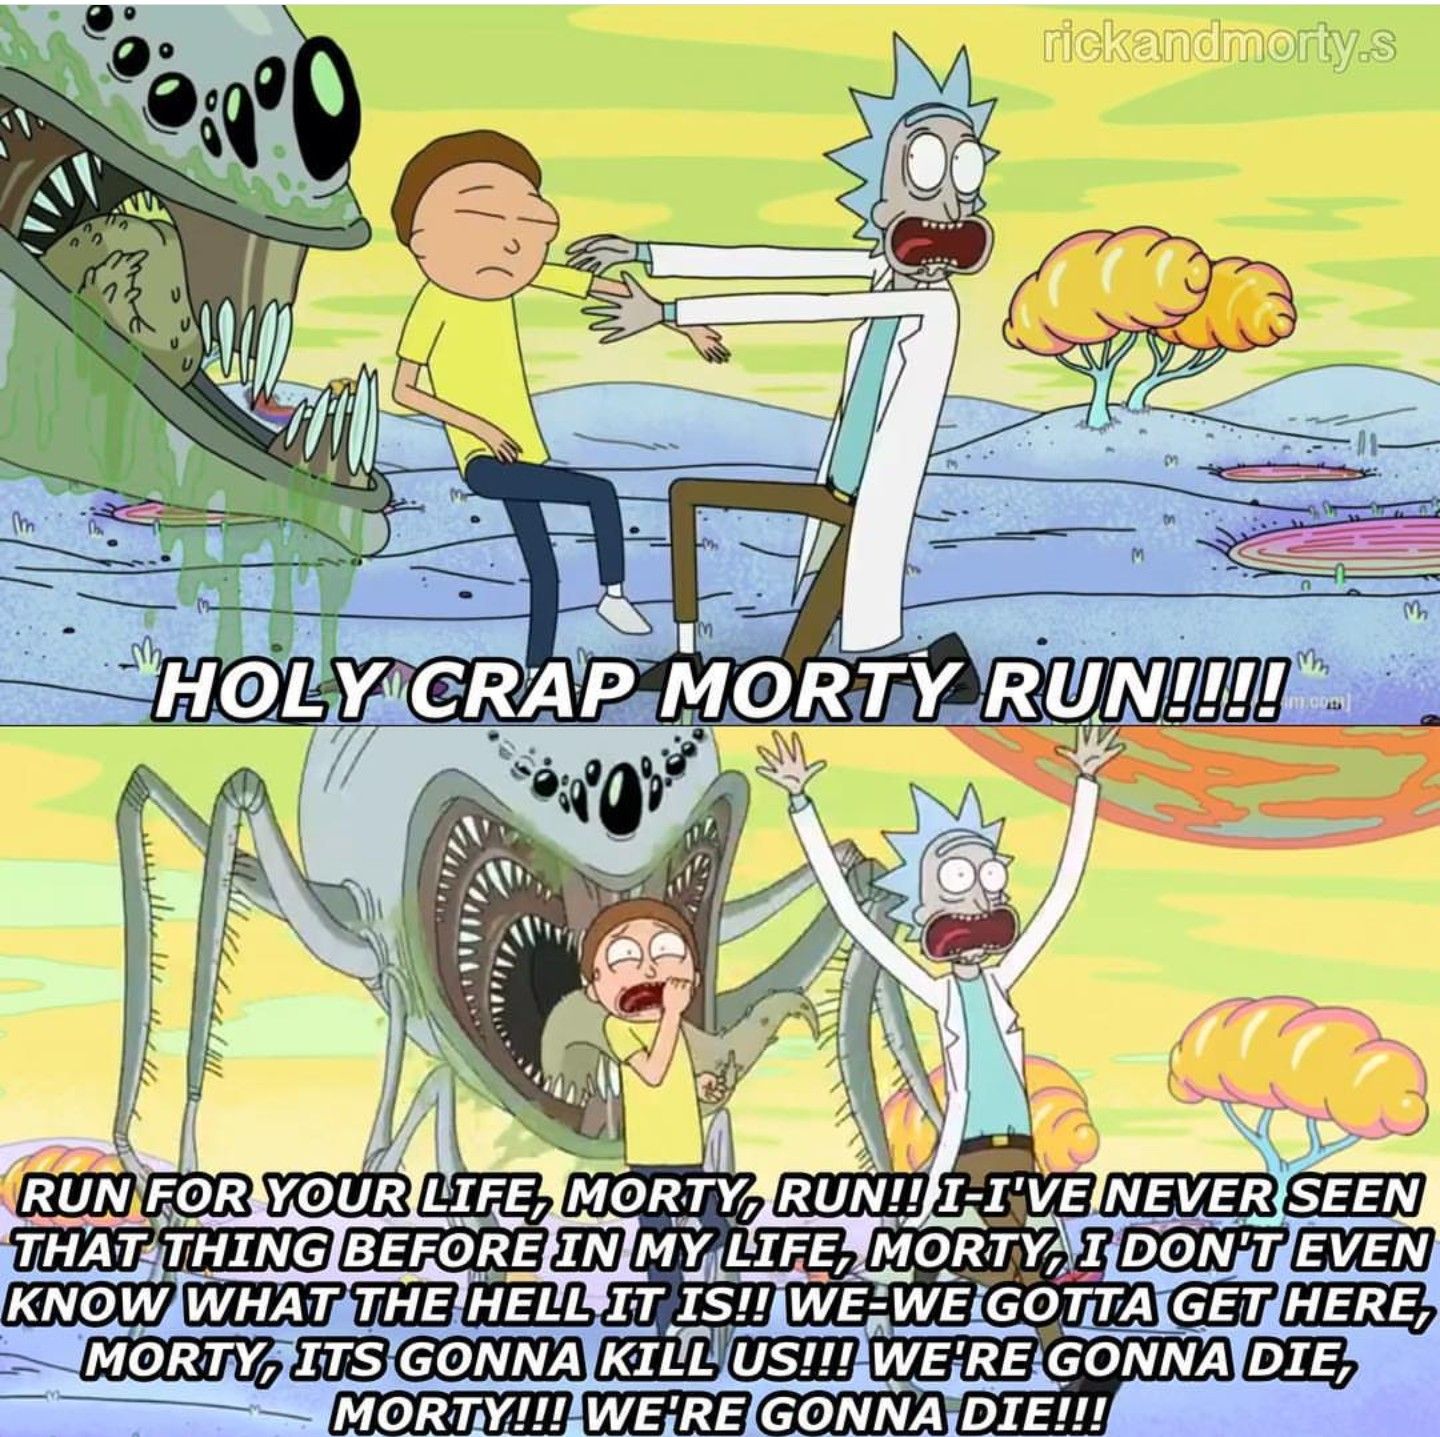 rickandmorty.s
HOLY CRAP MORTY RUN!!!!
im.com]
RUN FOR YOUR LIFE, MORTY, RUN!! I-I'VE NEVER SEEN
THAT THING BEFORE IN MY LIFE, MORTY, I DON'T EVEN
KNOW WHAT THE HELL IT IS!! WE-WE GOTTA GET HERE,
MORTY, ITS GONNA KILL US!!! WE'RE GONNA DIE,
MORTY!!! WE'RE GONNA DIE!!!